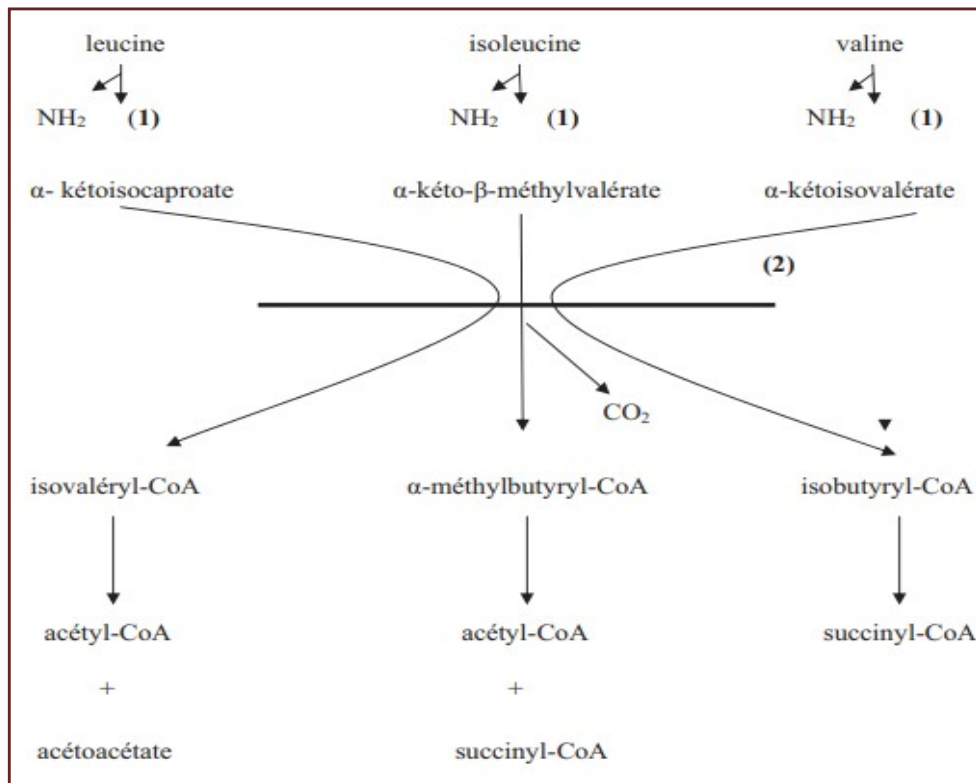 leucine isoleucine valine
NH₂ (1) NH₂ (1) NH₂ (1)
α- kétoisocaproate α-kéto-β-méthylvalérate α-kétoisovalérate
(2)
CO₂
isovaléryl-CoA α-méthylbutyryl-CoA isobutyryl-CoA
acétyl-CoA acétyl-CoA succinyl-CoA
+ +
acétoacétate succinyl-CoA